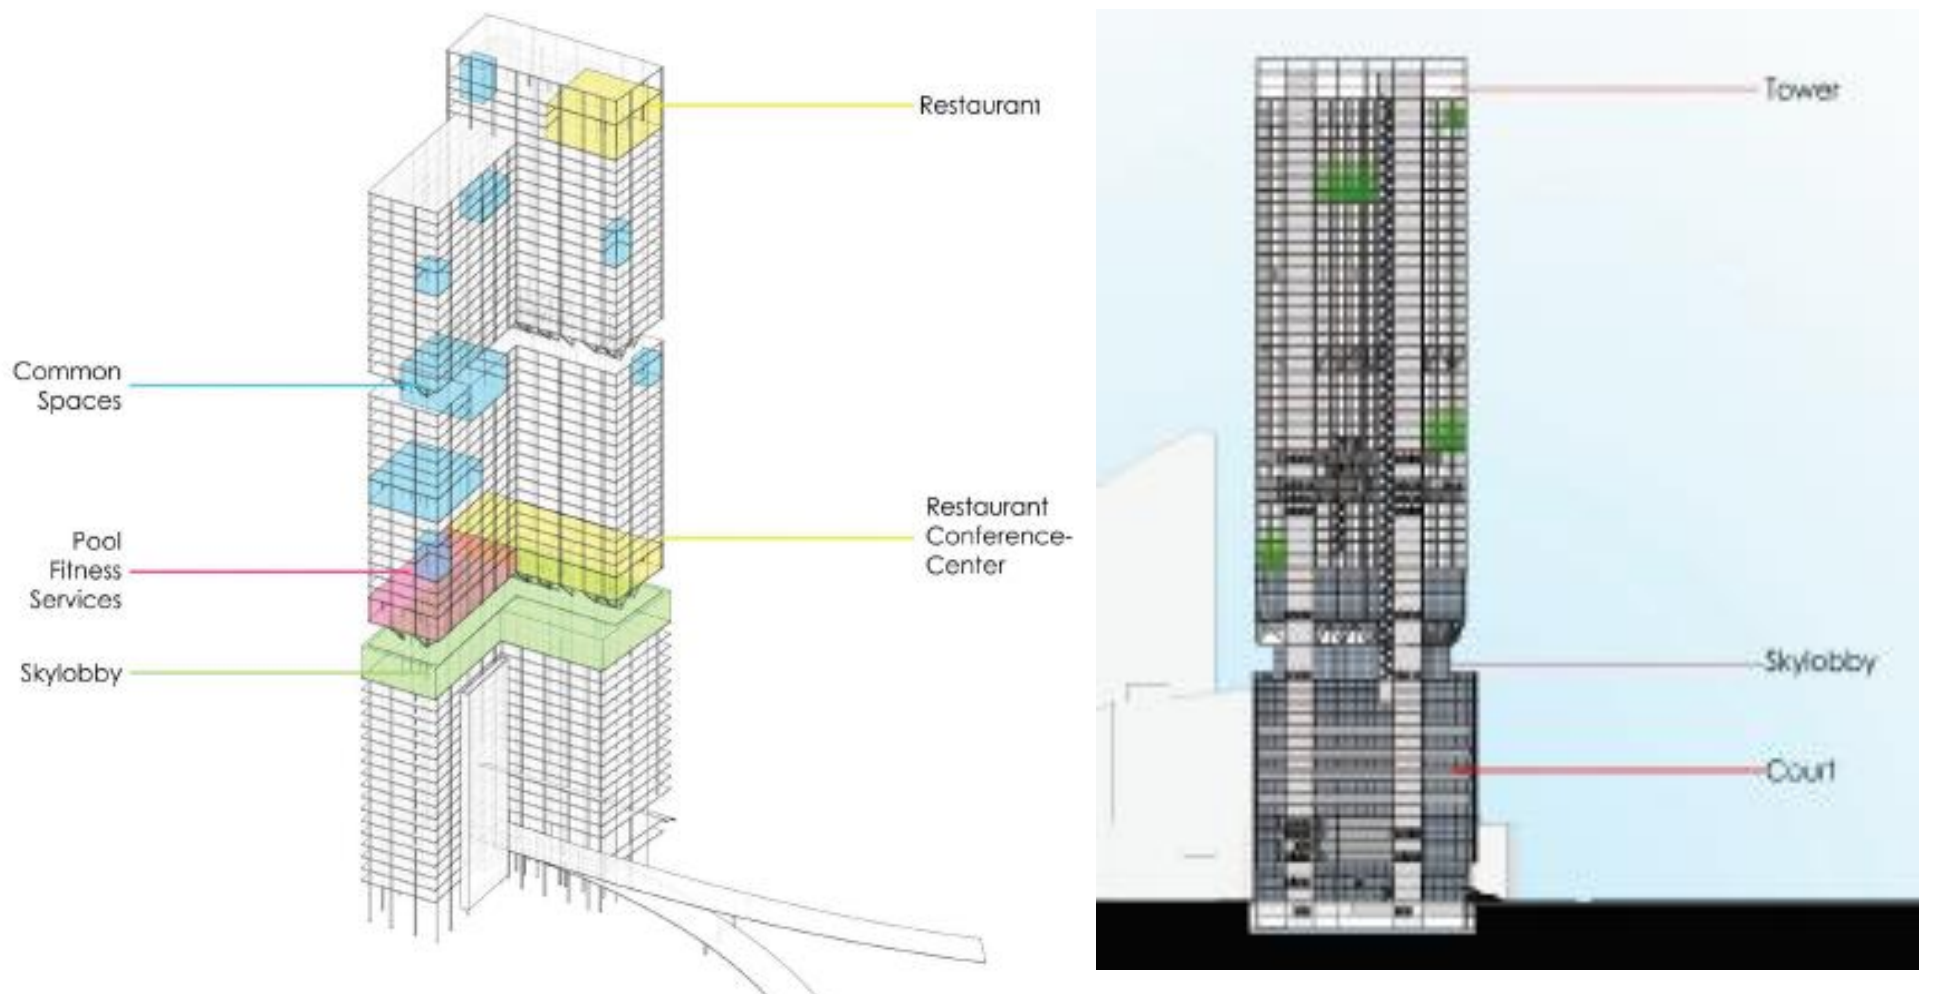 Restaurant
Common
Spaces
Restaurant
Conference-
Center
Pool
Fitness
Services
Skylobby
Tower
Skylobby
Court